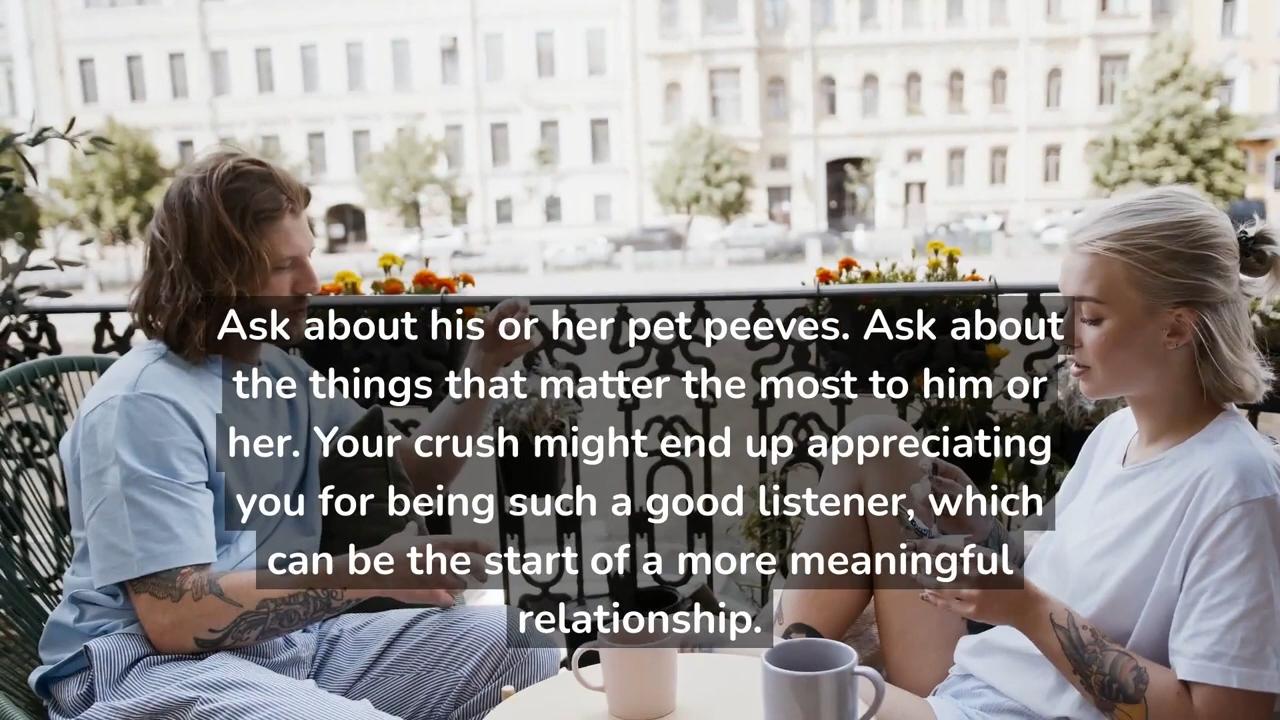 Ask about his or her pet peeves. Ask about
the things that matter the most to him or
her. Your crush might end up appreciating
you for being such a good listener, which
can be the start of a more meaningful
relationship.